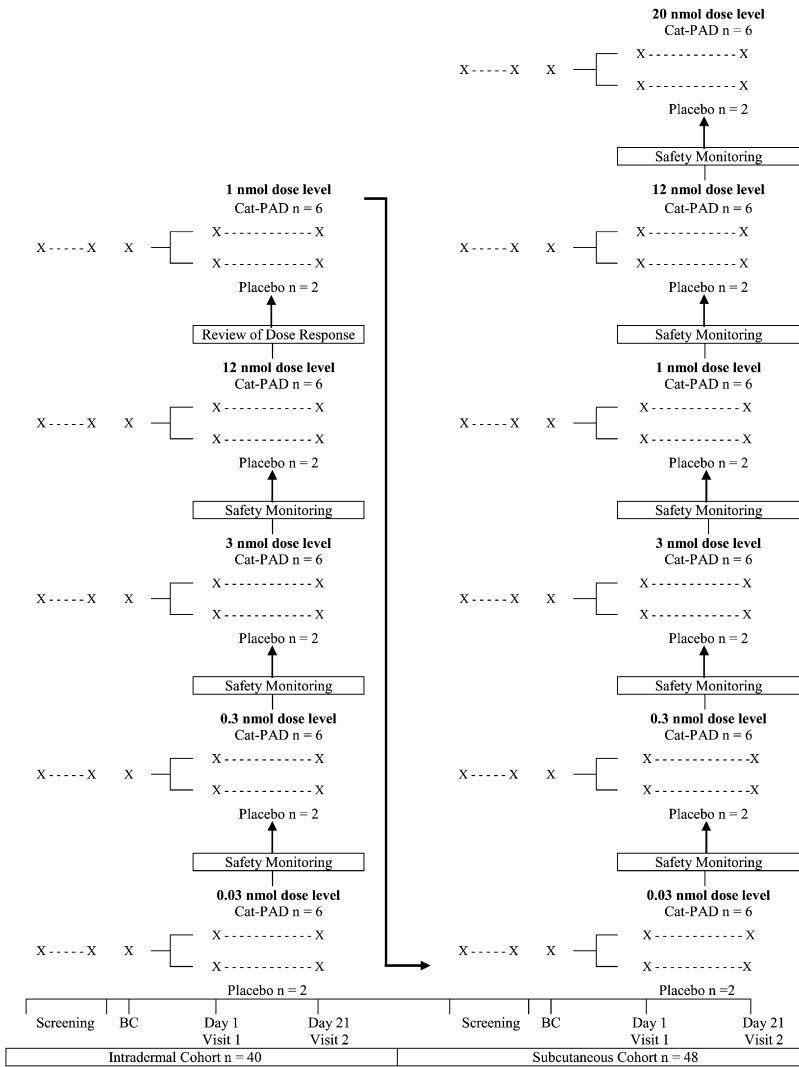 20 nmol dose level
Cat-PAD n = 6
X - - - - - X X X - - - - - - - - - - - - X
X - - - - - - - - - - - - X
Placebo n = 2
Safety Monitoring
1 nmol dose level
Cat-PAD n = 6
X - - - - - X X X - - - - - - - - - - - X
X - - - - - - - - - - - X
Placebo n = 2
Review of Dose Response
12 nmol dose level
Cat-PAD n = 6
X - - - - - X X X - - - - - - - - - - - X
X - - - - - - - - - - - X
Placebo n = 2
Safety Monitoring
3 nmol dose level
Cat-PAD n = 6
X - - - - - X X X - - - - - - - - - - - X
X - - - - - - - - - - - X
Placebo n = 2
Safety Monitoring
0.3 nmol dose level
Cat-PAD n = 6
X - - - - - X X X - - - - - - - - - - - X
X - - - - - - - - - - - X
Placebo n = 2
Safety Monitoring
0.03 nmol dose level
Cat-PAD n = 6
X - - - - - X X X - - - - - - - - - - - X
X - - - - - - - - - - - X
Placebo n = 2
12 nmol dose level
Cat-PAD n = 6
X - - - - - X X X - - - - - - - - - - - - X
X - - - - - - - - - - - - X
Placebo n = 2
Safety Monitoring
1 nmol dose level
Cat-PAD n = 6
X - - - - - X X X - - - - - - - - - - - - X
X - - - - - - - - - - - - X
Placebo n = 2
Safety Monitoring
3 nmol dose level
Cat-PAD n = 6
X - - - - - X X X - - - - - - - - - - - - X
X - - - - - - - - - - - - X
Placebo n = 2
Safety Monitoring
0.3 nmol dose level
Cat-PAD n = 6
X - - - - - X X X - - - - - - - - - - - -X
X - - - - - - - - - - - -X
Placebo n = 2
Safety Monitoring
0.03 nmol dose level
Cat-PAD n = 6
X - - - - - X X X - - - - - - - - - - - X
X - - - - - - - - - - -X
Placebo n =2
Screening BC Day 1 Day 21
Visit 1 Visit 2
Screening BC Day 1 Day 21
Visit 1 Visit 2
Intradermal Cohort n = 40
Subcutaneous Cohort n = 48